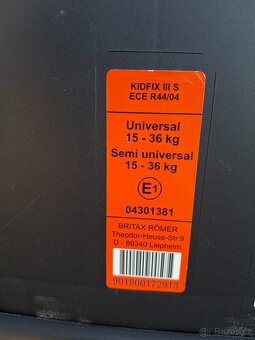 KIDFIX III S
ECE R44/04
Universal
15 - 36 kg
Semi universal
15 - 36 kg
E1
04301381
BRITAX RÖMER
Theodor-Heuss-Str.9
D - 89340 Leipheim
901800172913